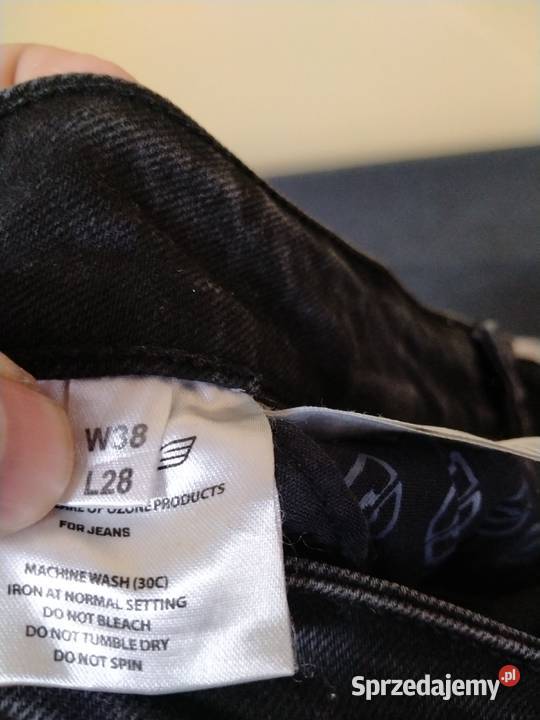 W38
L28
OF OZONE PRODUCTS
FOR JEANS
MACHINE WASH (30C)
IRON AT NORMAL SETTING
DO NOT BLEACH
DO NOT TUMBLE DRY
DO NOT SPIN
Sprzedajemy.pl